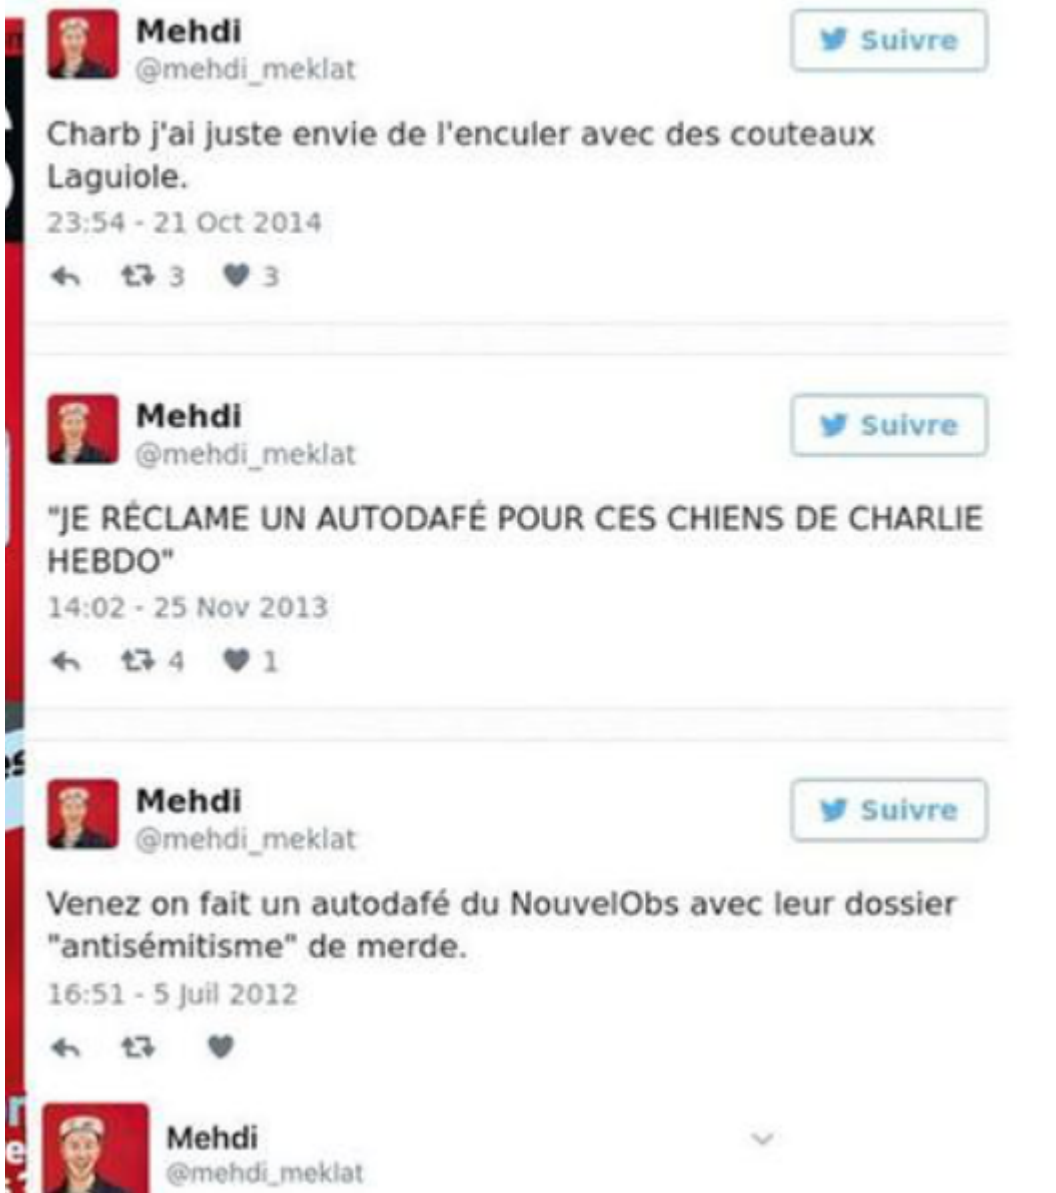 Mehdi
@mehdi_meklat
Suivre
Charb j'ai juste envie de l'enculer avec des couteaux
Laguiole.
23:54 - 21 Oct 2014
3 3
Mehdi
@mehdi_meklat
Suivre
"JE RÉCLAME UN AUTODAFÉ POUR CES CHIENS DE CHARLIE
HEBDO"
14:02 - 25 Nov 2013
4 1
Mehdi
@mehdi_meklat
Suivre
Venez on fait un autodafé du NouvelObs avec leur dossier
"antisémitisme" de merde.
16:51 - 5 Juil 2012
Mehdi
@mehdi_meklat